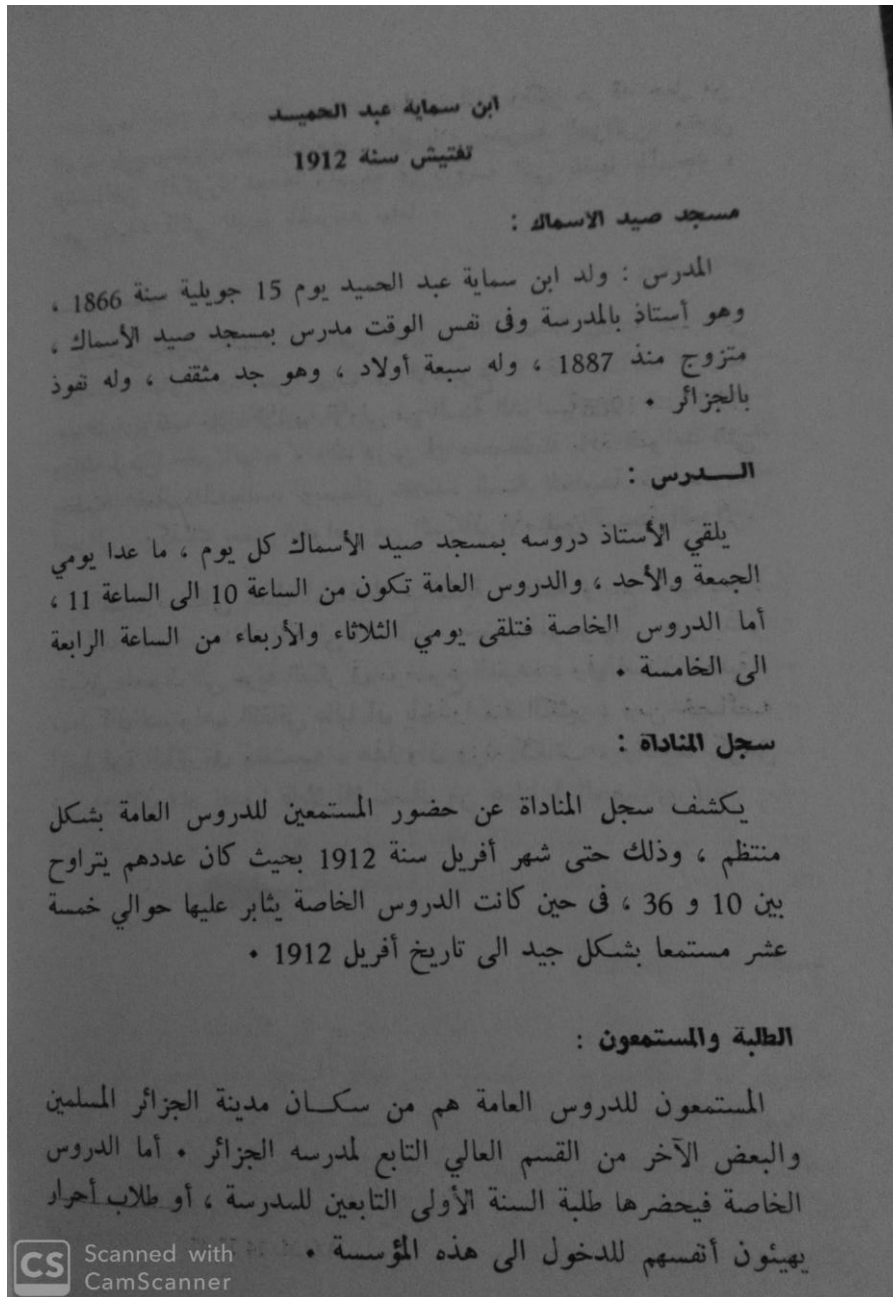 ابن سماية عبد الحميــد
تفتيش سنة 1912
مسجد صيد الاسماك :
المدرس : ولد ابن سماية عبد الحميد يوم 15 جويلية سنة 1866 ،
وهو أستاذ بالمدرسة وفى نفس الوقت مدرس بمسجد صيد الأسماك ،
متزوج منذ 1887 ، وله سبعة أولاد ، وهو جد مثقف ، وله نفوذ
بالجزائر .
الــــدرس :
يلقي الأستاذ دروسه بمسجد صيد الأسماك كل يوم ، ما عدا يومي
الجمعة والأحد ، والدروس العامة تكون من الساعة 10 الى الساعة 11 ،
أما الدروس الخاصة فتلقى يومي الثلاثاء والأربعاء من الساعة الرابعة
الى الخامسة .
سجل المناداة :
يكشف سجل المناداة عن حضور المستمعين للدروس العامة بشكل
منتظم ، وذلك حتى شهر أفريل سنة 1912 بحيث كان عددهم يتراوح
بين 10 و 36 ، فى حين كانت الدروس الخاصة يثابر عليها حوالي خمسة
عشر مستمعا بشكل جيد الى تاريخ أفريل 1912 .
الطلبة والمستمعون :
المستمعون للدروس العامة هم من سكــان مدينة الجزائر المسلمين
والبعض الآخر من القسم العالي التابع لمدرسه الجزائر . أما الدروس
الخاصة فيحضرها طلبة السنة الأولى التابعين للمدرسة ، أو طلاب أحرار
يهيئون أنفسهم للدخول الى هذه المؤسسة .
CS Scanned with
CamScanner